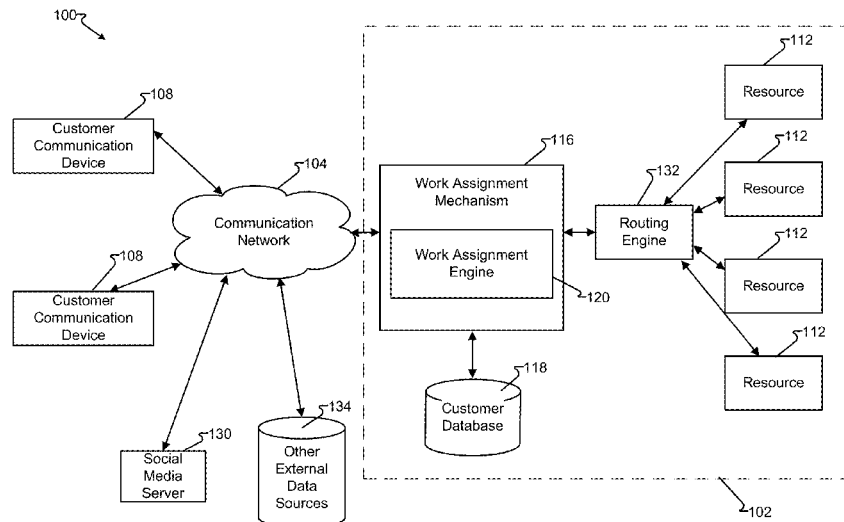 100
108
Customer
Communication
Device
104
Communication
Network
108
Customer
Communication
Device
130
Social
Media
Server
134
Other
External
Data
Sources
116
Work Assignment
Mechanism
Work Assignment
Engine
120
118
Customer
Database
132
Routing
Engine
112
Resource
112
Resource
112
Resource
112
Resource
102